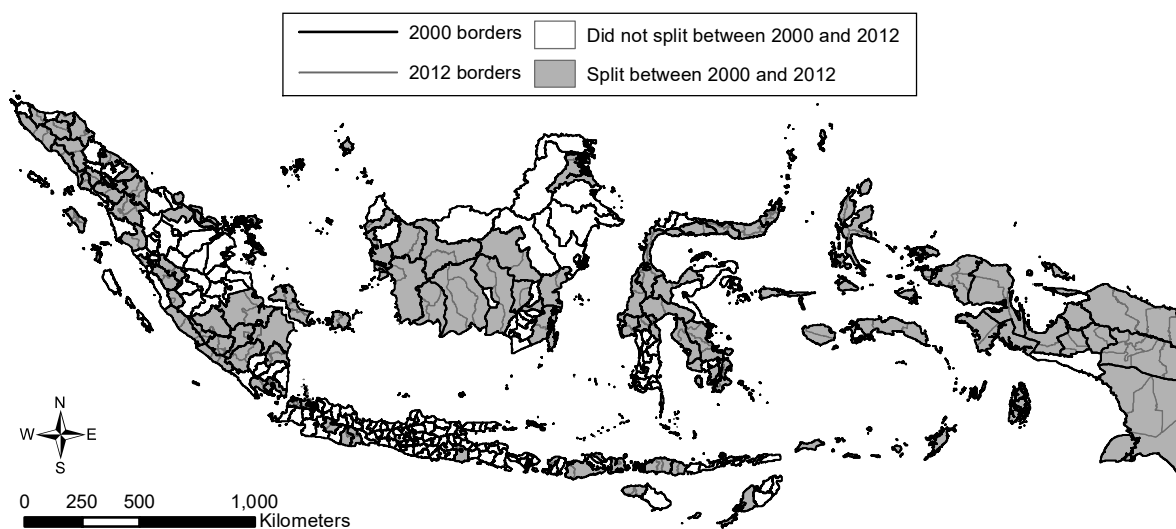 2000 borders
Did not split between 2000 and 2012
2012 borders
Split between 2000 and 2012
N
W E
S
0 250 500 1,000
Kilometers